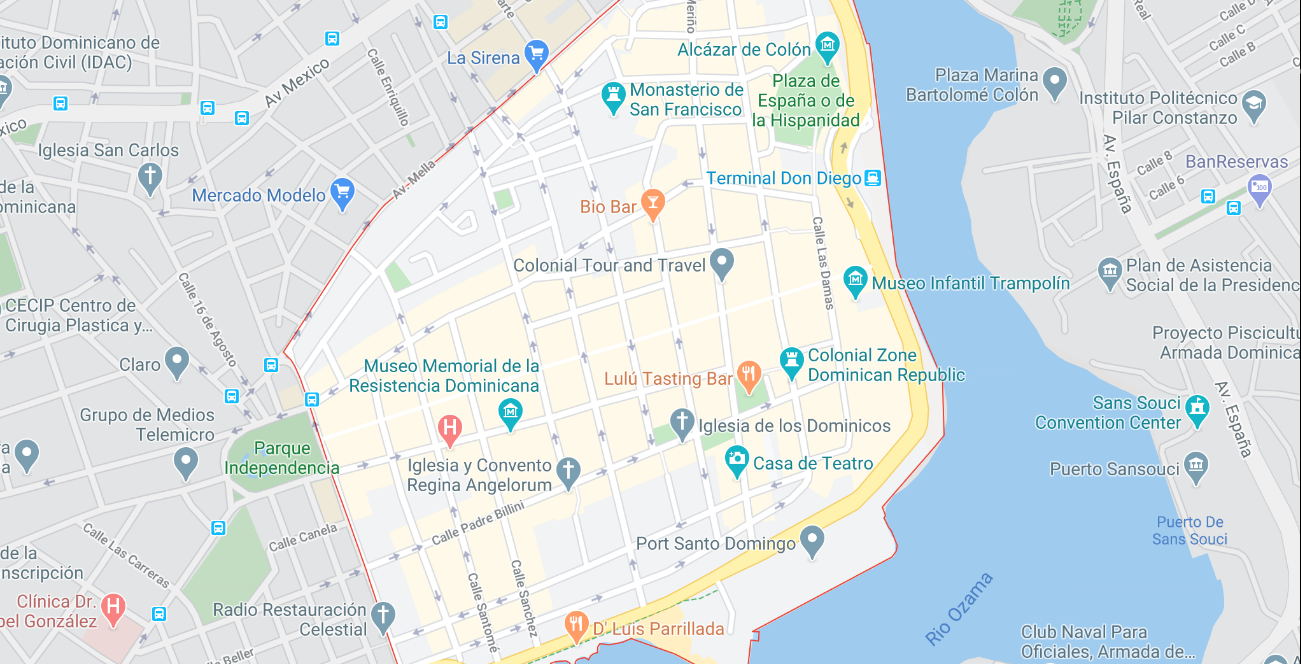 Meriño
Real
ituto Dominicano de
ación Civil (IDAC)
Av Mexico
Calle Enriquillo
La Sirena
Alcázar de Colón
Calle C
Calle B
Monasterio de
San Francisco
Plaza de
España o de
la Hispanidad
Plaza Marina
Bartolomé Colón
Instituto Politécnico
Pilar Constanzo
xico
Iglesia San Carlos
Av. Melia
Av. España
Calle 8
Calle 6
BanReservas
de la
ominicana
Mercado Modelo
Terminal Don Diego
Bio Bar
Calle Las Damas
Colonial Tour and Travel
Museo Infantil Trampolín
Plan de Asistencia
Social de la Presidenc
CECIP Centro de
Cirugia Plastica y...
Calle 16 de Agosto
Claro
Museo Memorial de la
Resistencia Dominicana
Lulú Tasting Bar
Colonial Zone
Dominican Republic
Proyecto Piscicultu
Armada Dominica
Av. España
Grupo de Medios
Telemicro
Parque
Independencia
H
Iglesia de los Dominicos
Sans Souci
Convention Center
a
Iglesia y Convento
Regina Angelorum
Casa de Teatro
Puerto Sansouci
Calle Padre Billini
Calle Canela
Calle Las Carreras
Port Santo Domingo
Puerto De
Sans Souci
de la
nscripción
Calle Santomé
Calle Sanchez
Clínica Dr.
bel González
H
Radio Restauración
Celestial
D' Luis Parrillada
Rio Ozama
Club Naval Para
Oficiales, Armada de...
Beller